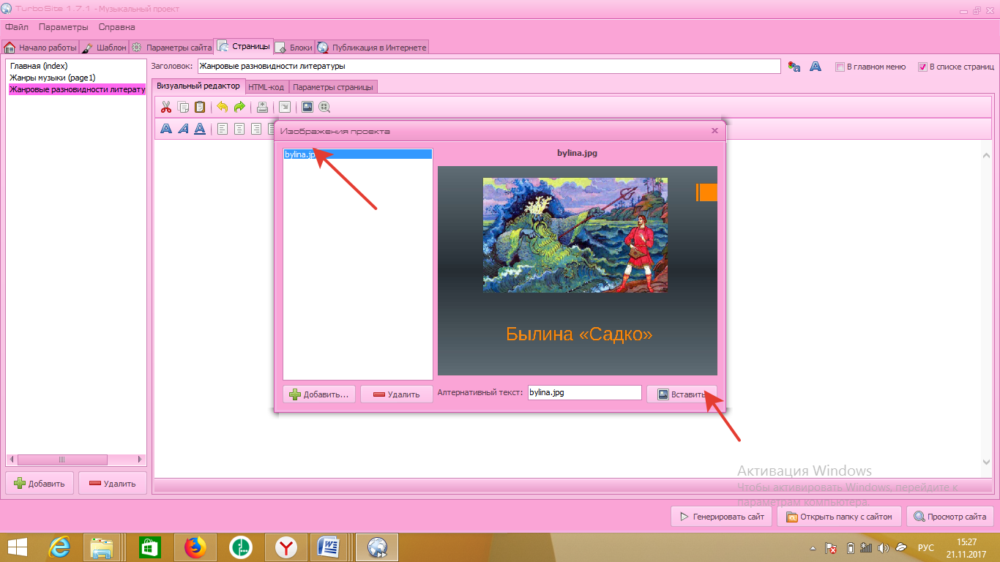 TurboSite 1.7.1 - Музыкальный проект
Файл Параметры Справка
Начало работы Шаблон Параметры сайта Страницы Блоки Публикация в Интернете
Главная (index)
Жанры музыки (page1)
Жанровые разновидности литерату
Заголовок: Жанровые разновидности литературы В главном меню В списке страниц
Визуальный редактор HTML-код Параметры страницы
Изображения проекта
bylina.jp
bylina.jpg
Былина «Садко»
Добавить... Удалить Алтернативный текст: bylina.jpg Вставить
Добавить Удалить
Активация Windows
Чтобы активировать Windows, перейдите к
параметрам компьютера.
Генерировать сайт Открыть папку с сайтом Просмотр сайта
РУС
15:27
21.11.2017